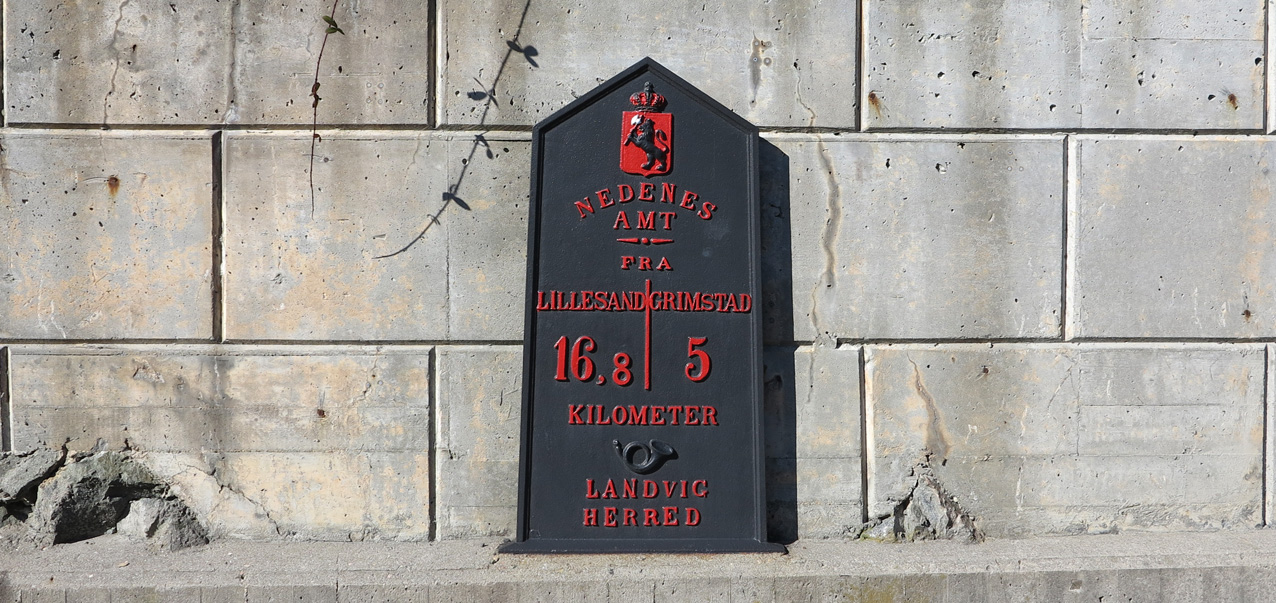 NEDENES
AMT
FRA
LILLESAND GRIMSTAD
16,8 5
KILOMETER
LANDVIG
HERRED